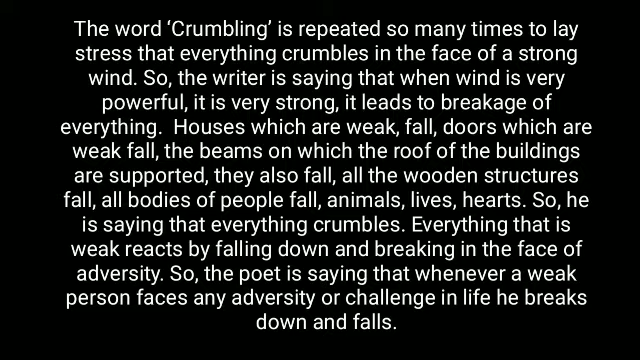 The word ‘Crumbling’ is repeated so many times to lay
stress that everything crumbles in the face of a strong
wind. So, the writer is saying that when wind is very
powerful, it is very strong, it leads to breakage of
everything.  Houses which are weak, fall, doors which are
weak fall, the beams on which the roof of the buildings
are supported, they also fall, all the wooden structures
fall, all bodies of people fall, animals, lives, hearts. So, he
is saying that everything crumbles. Everything that is
weak reacts by falling down and breaking in the face of
adversity. So, the poet is saying that whenever a weak
person faces any adversity or challenge in life he breaks
down and falls.